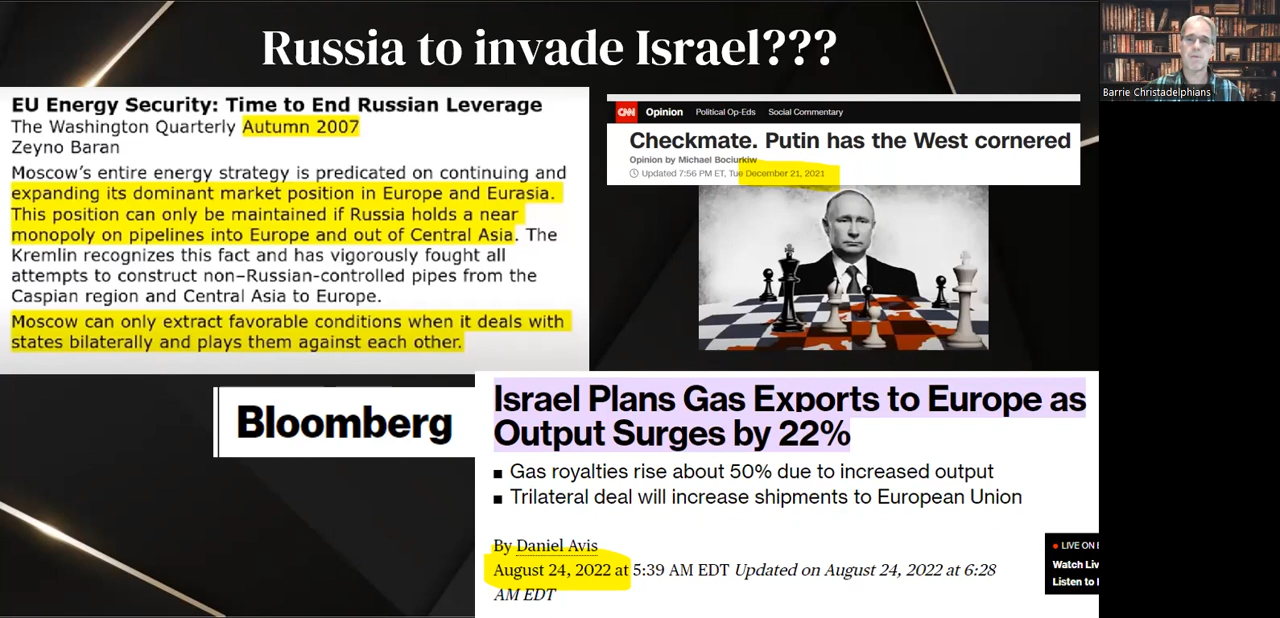 Russia to invade Israel???
EU Energy Security: Time to End Russian Leverage
The Washington Quarterly Autumn 2007
Zeyno Baran
Moscow's entire energy strategy is predicated on continuing and
expanding its dominant market position in Europe and Eurasia.
This position can only be maintained if Russia holds a near
monopoly on pipelines into Europe and out of Central Asia. The
Kremlin recognizes this fact and has vigorously fought all
attempts to construct non-Russian-controlled pipes from the
Caspian region and Central Asia to Europe.
Moscow can only extract favorable conditions when it deals with
states bilaterally and plays them against each other.
CNN Opinion Political Op-Eds Social Commentary
Checkmate. Putin has the West cornered
Opinion by Michael Bociurkiw
Updated 7:56 PM ET, Tue December 21, 2021
Bloomberg
Israel Plans Gas Exports to Europe as
Output Surges by 22%
Gas royalties rise about 50% due to increased output
Trilateral deal will increase shipments to European Union
By Daniel Avis
August 24, 2022 at 5:39 AM EDT Updated on August 24, 2022 at 6:28
AM EDT
LIVE ON
Watch Liv
Listen to
Barrie Christadelphians